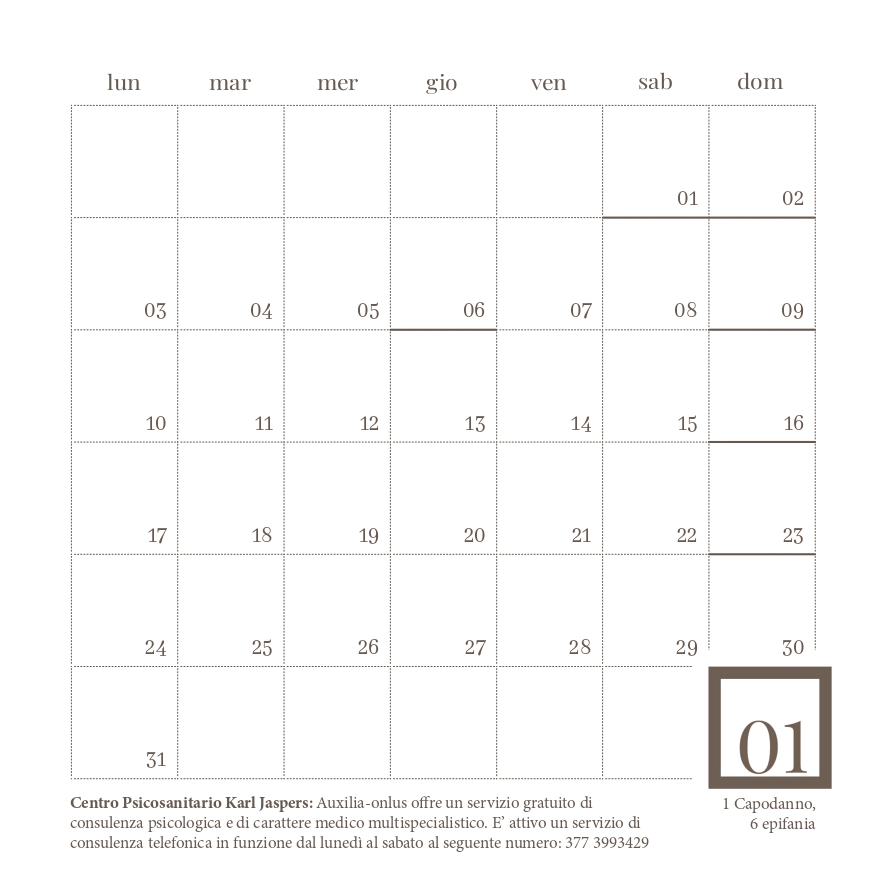 lun mar mer gio ven sab dom
01 02
03 04 05 06 07 08 09
10 11 12 13 14 15 16
17 18 19 20 21 22 23
24 25 26 27 28 29 30
31
01
Centro Psicosanitario Karl Jaspers: Auxilia-onlus offre un servizio gratuito di
consulenza psicologica e di carattere medico multispecialistico. E’ attivo un servizio di
consulenza telefonica in funzione dal lunedì al sabato al seguente numero: 377 3993429
1 Capodanno,
6 epifania